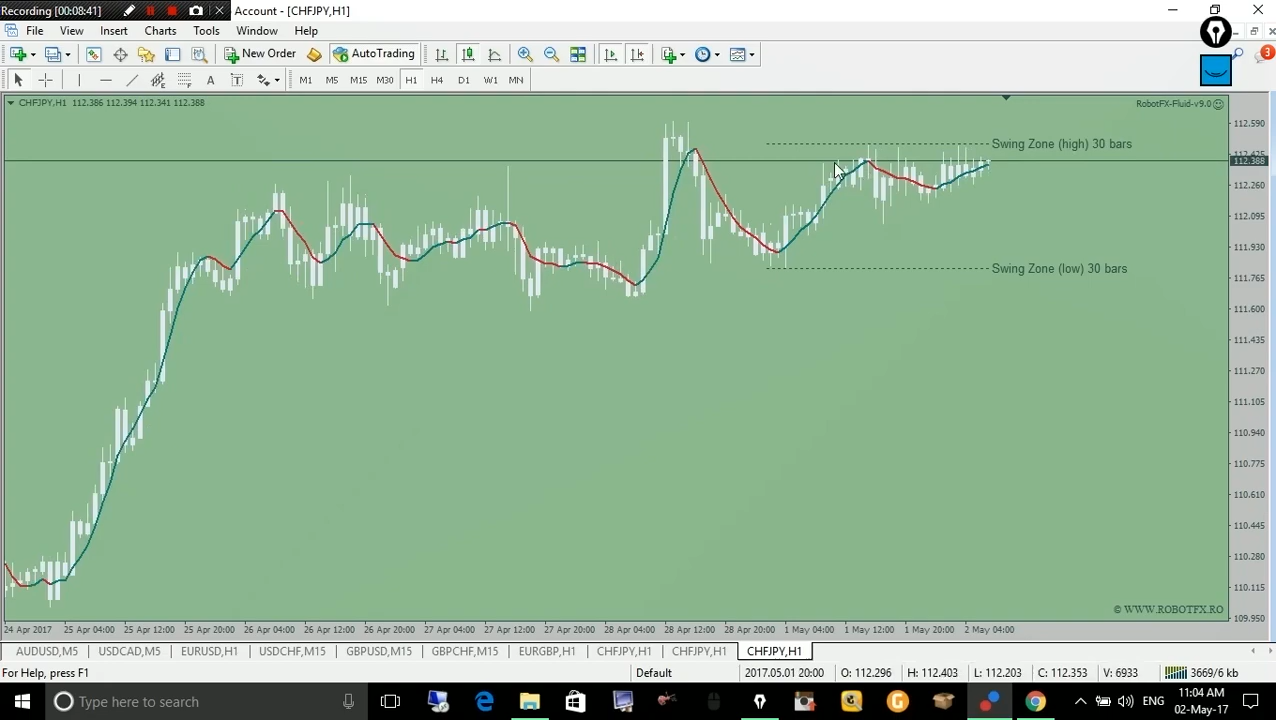 Recording [00:08:41]
Account - [CHFJPY,H1]
File View Insert Charts Tools Window Help
3
New Order AutoTrading
A T M1 M5 M15 M30 H1 H4 D1 W1 MN
CHFJPY,H1 112.386 112.394 112.341 112.388
RobotFX-Fluid-v9.0
Swing Zone (high) 30 bars
Swing Zone (low) 30 bars
112.590
112.425
112.388
112.260
112.095
111.930
111.765
111.600
111.435
111.270
111.105
110.940
110.775
110.610
110.445
110.280
110.115
109.950
© WWW.ROBOTFX.RO
24 Apr 2017 25 Apr 04:00 25 Apr 12:00 25 Apr 20:00 26 Apr 04:00 26 Apr 12:00 26 Apr 20:00 27 Apr 04:00 27 Apr 12:00 27 Apr 20:00 28 Apr 04:00 28 Apr 12:00 28 Apr 20:00 1 May 04:00 1 May 12:00 1 May 20:00 2 May 04:00
AUDUSD,M5 USDCAD,M5 EURUSD,H1 USDCHF,M15 GBPUSD,M15 GBPCHF,M15 EURGBP,H1 CHFJPY,H1 CHFJPY,H1 CHFJPY,H1
For Help, press F1 Default 2017.05.01 20:00 O: 112.296 H: 112.403 L: 112.203 C: 112.353 V: 6933 3669/6 kb
Type here to search
ENG
11:04 AM
02-May-17